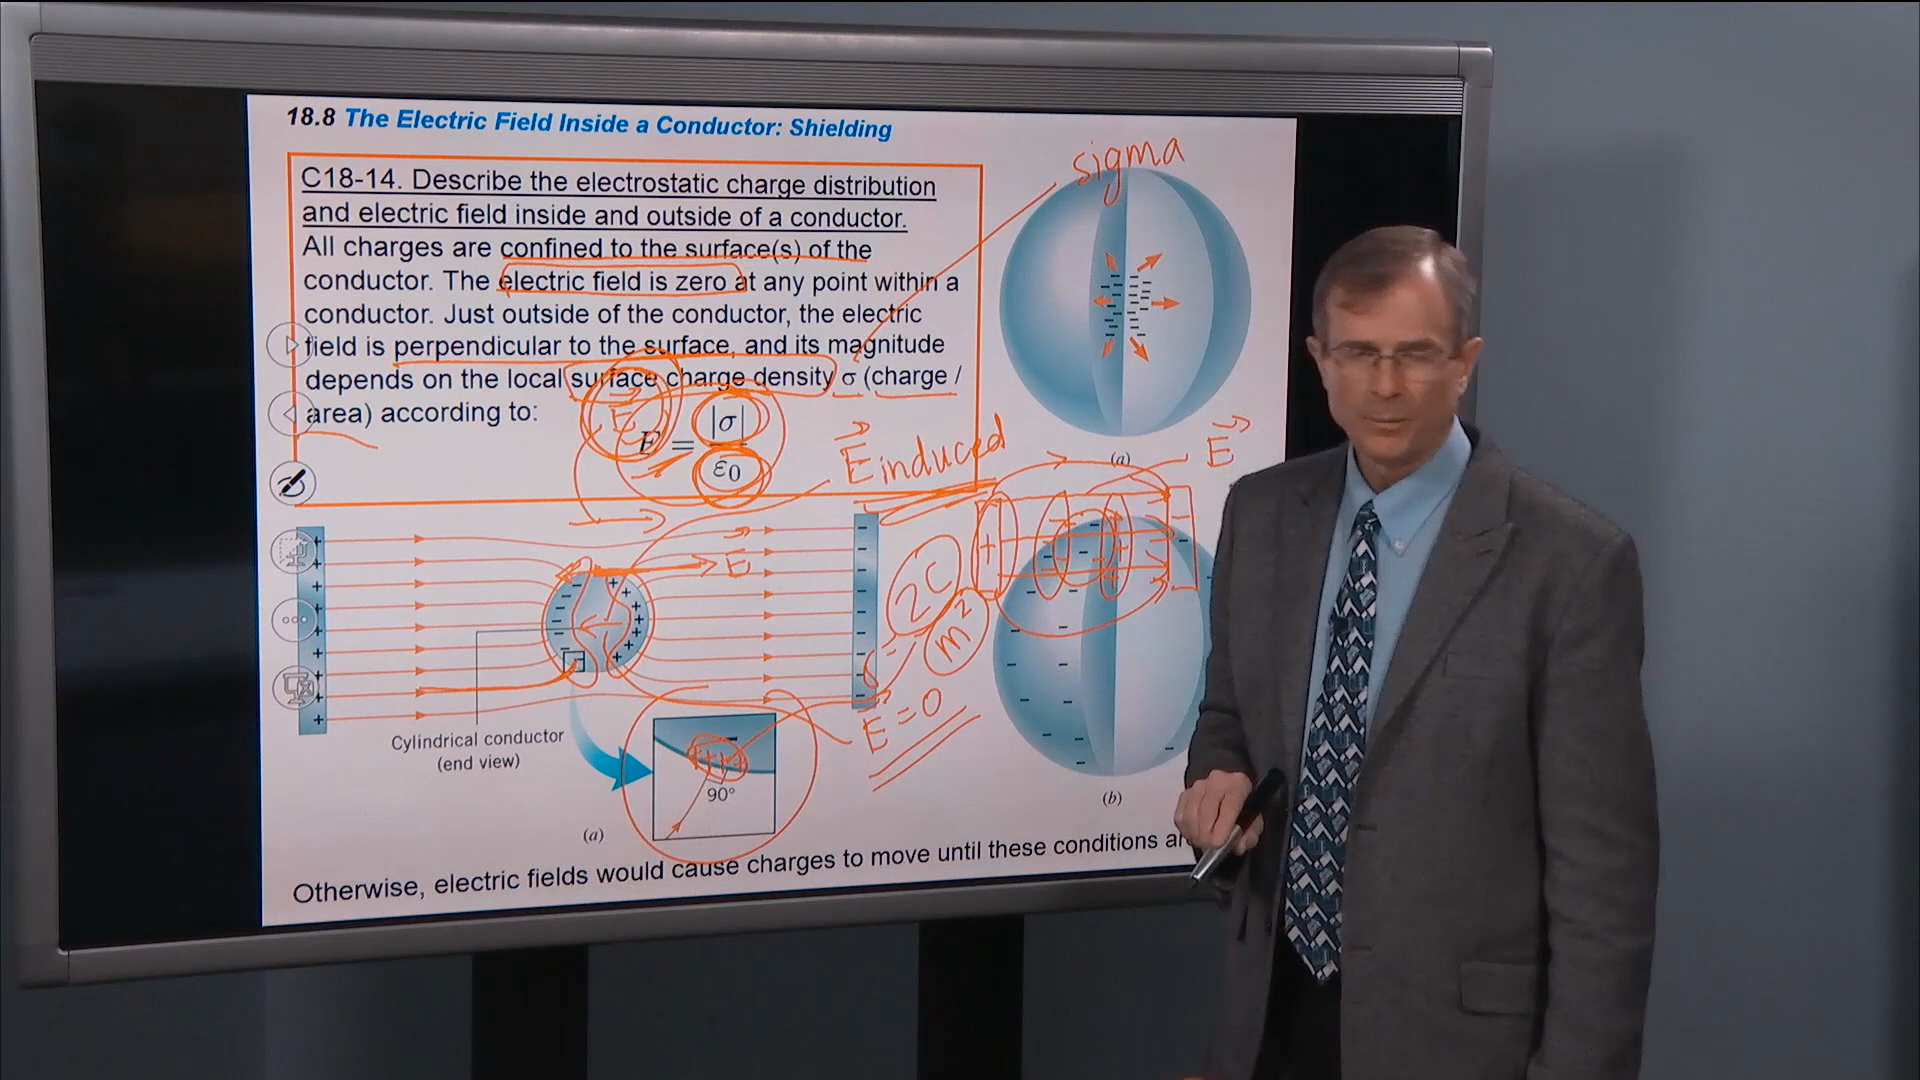 18.8 The Electric Field Inside a Conductor: Shielding
C18-14. Describe the electrostatic charge distribution
and electric field inside and outside of a conductor.
All charges are confined to the surface(s) of the
conductor. The electric field is zero at any point within a
conductor. Just outside of the conductor, the electric
field is perpendicular to the surface, and its magnitude
depends on the local surface charge density σ (charge /
area) according to:
E = |σ| / ε0
sigma
(a)
E induced
E
E
2C
m²
σ =
E = 0
Cylindrical conductor
(end view)
90°
(a)
(b)
Otherwise, electric fields would cause charges to move until these conditions